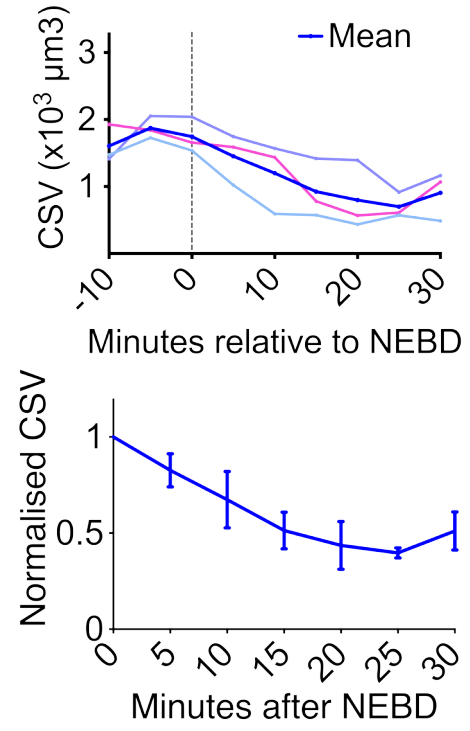 CSV (x10³ µm3)
Mean
3
2
1
-10 0 10 20 30
Minutes relative to NEBD
Normalised CSV
1
0.5
0
0 5 10 15 20 25 30
Minutes after NEBD